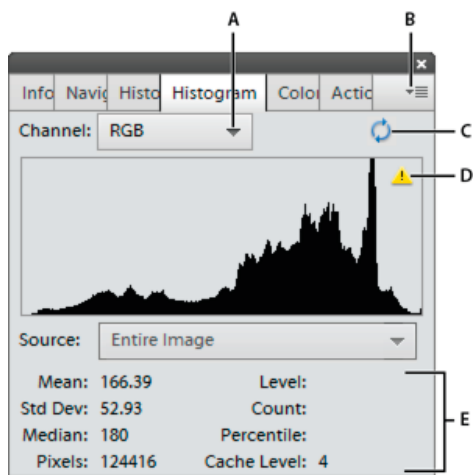 A
B
Info Navig Histo Histogram Color Actic
Channel: RGB
C
D
Source: Entire Image
Mean: 166.39 Level:
Std Dev: 52.93 Count:
E
Median: 180 Percentile:
Pixels: 124416 Cache Level: 4